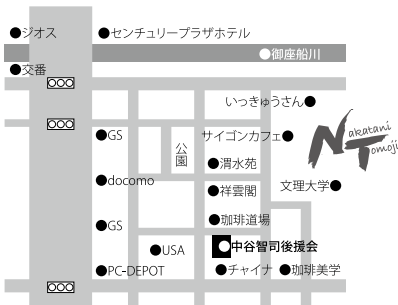 ●ジオス
●センチュリープラザホテル
●御座船川
●交番
いっきゅうさん●
●GS
サイゴンカフェ●
Nakatani
Tomoji
公園
●渭水苑
●docomo
●祥雲閣
文理大学●
●GS
●珈琲道場
●USA
中谷智司後援会
●PC-DEPOT
●チャイナ
●珈琲美学